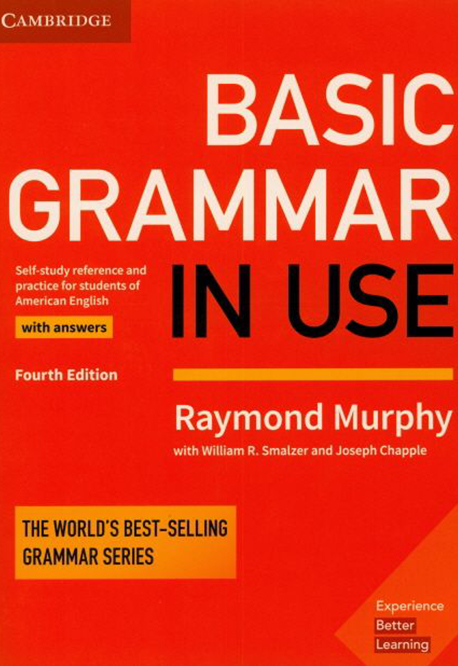 CAMBRIDGE
BASIC
GRAMMAR
IN USE
Self-study reference and
practice for students of
American English
with answers
Fourth Edition
Raymond Murphy
with William R. Smalzer and Joseph Chapple
THE WORLD'S BEST-SELLING
GRAMMAR SERIES
Experience
Better
Learning